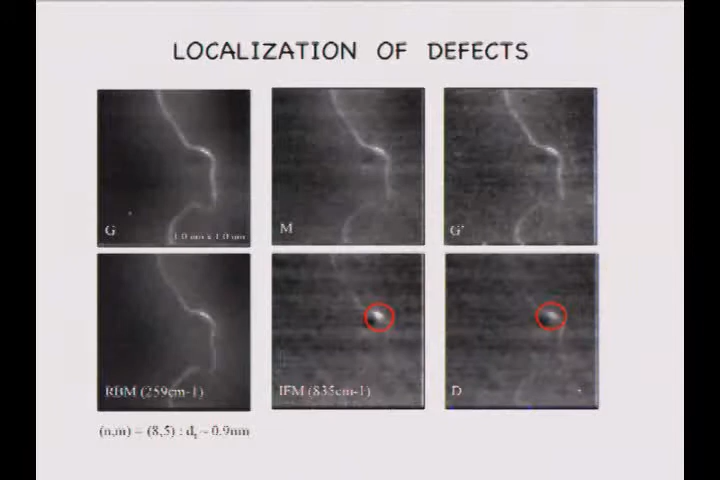 LOCALIZATION OF DEFECTS
G
M
G'
RBM (259cm-1)
IFM (835cm-1)
D
(n,m) = (8,5) : dt ~ 0.9nm